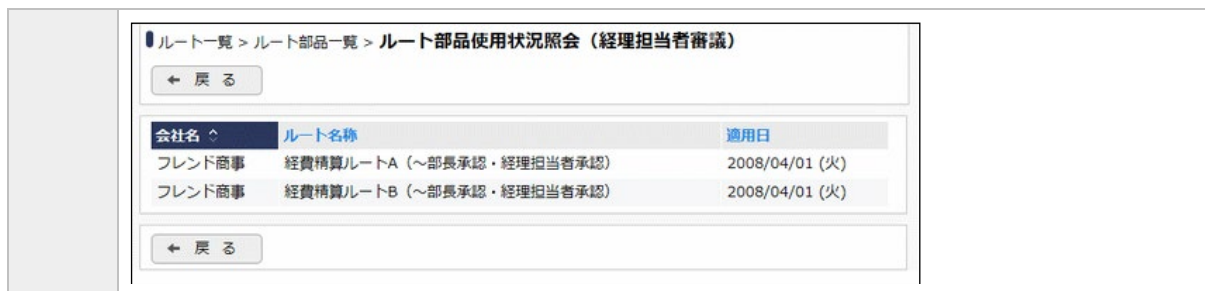 ルート一覧 > ルート部品一覧 > ルート部品使用状況照会（経理担当者審議）
← 戻 る
会社名 ルート名称 適用日
フレンド商事 経費精算ルートA（～部長承認・経理担当者承認） 2008/04/01 (火)
フレンド商事 経費精算ルートB（～部長承認・経理担当者承認） 2008/04/01 (火)
← 戻 る